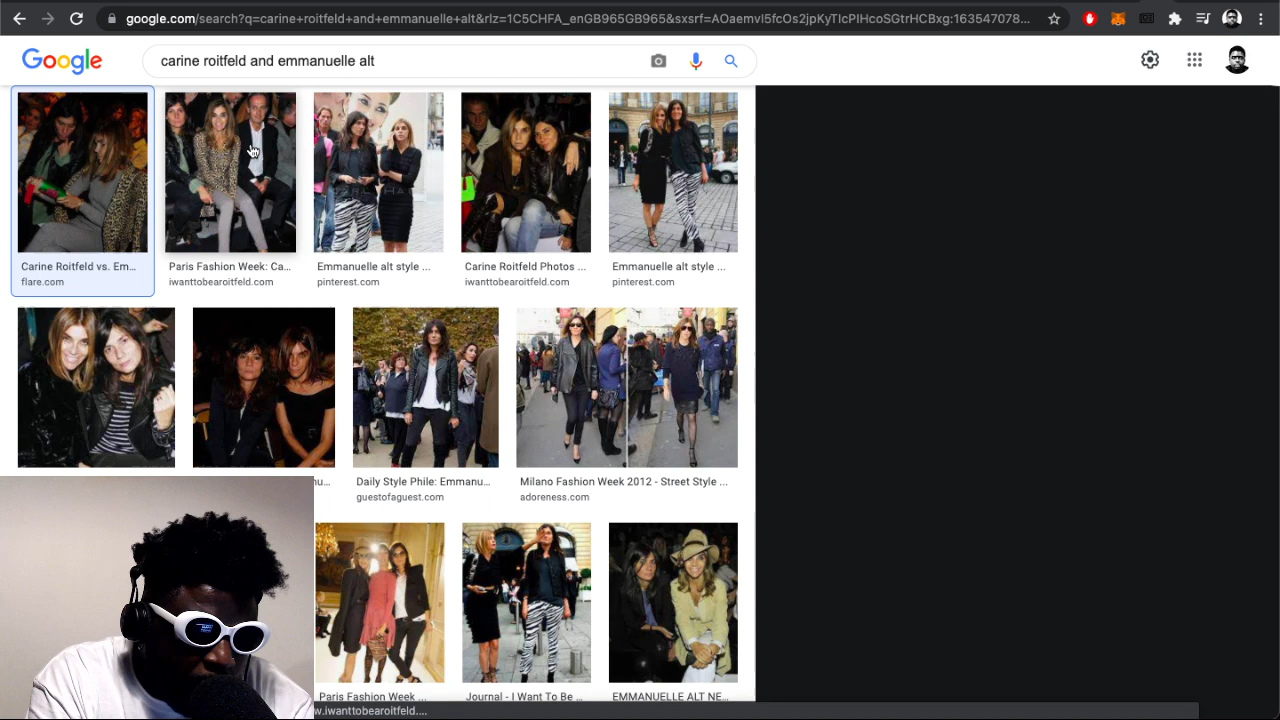 google.com/search?q=carine+roitfeld+and+emmanuelle+alt&rlz=1C5CHFA_enGB965GB965&sxsrf=AOaemvI5fcOs2jpKyTIcPIHcoSGtrHCBxg:163547078...
Google
carine roitfeld and emmanuelle alt
Carine Roitfeld vs. Em...
flare.com
Paris Fashion Week: Ca...
iwanttobearoitfeld.com
Emmanuelle alt style ...
pinterest.com
Carine Roitfeld Photos ...
iwanttobearoitfeld.com
Emmanuelle alt style ...
pinterest.com
nu...
Daily Style Phile: Emmanu...
guestofaguest.com
Milano Fashion Week 2012 - Street Style ...
adoreness.com
Paris Fashion Week ...
Journal - I Want To Be ...
EMMANUELLE ALT NE...
w.iwanttobearoitfeld....